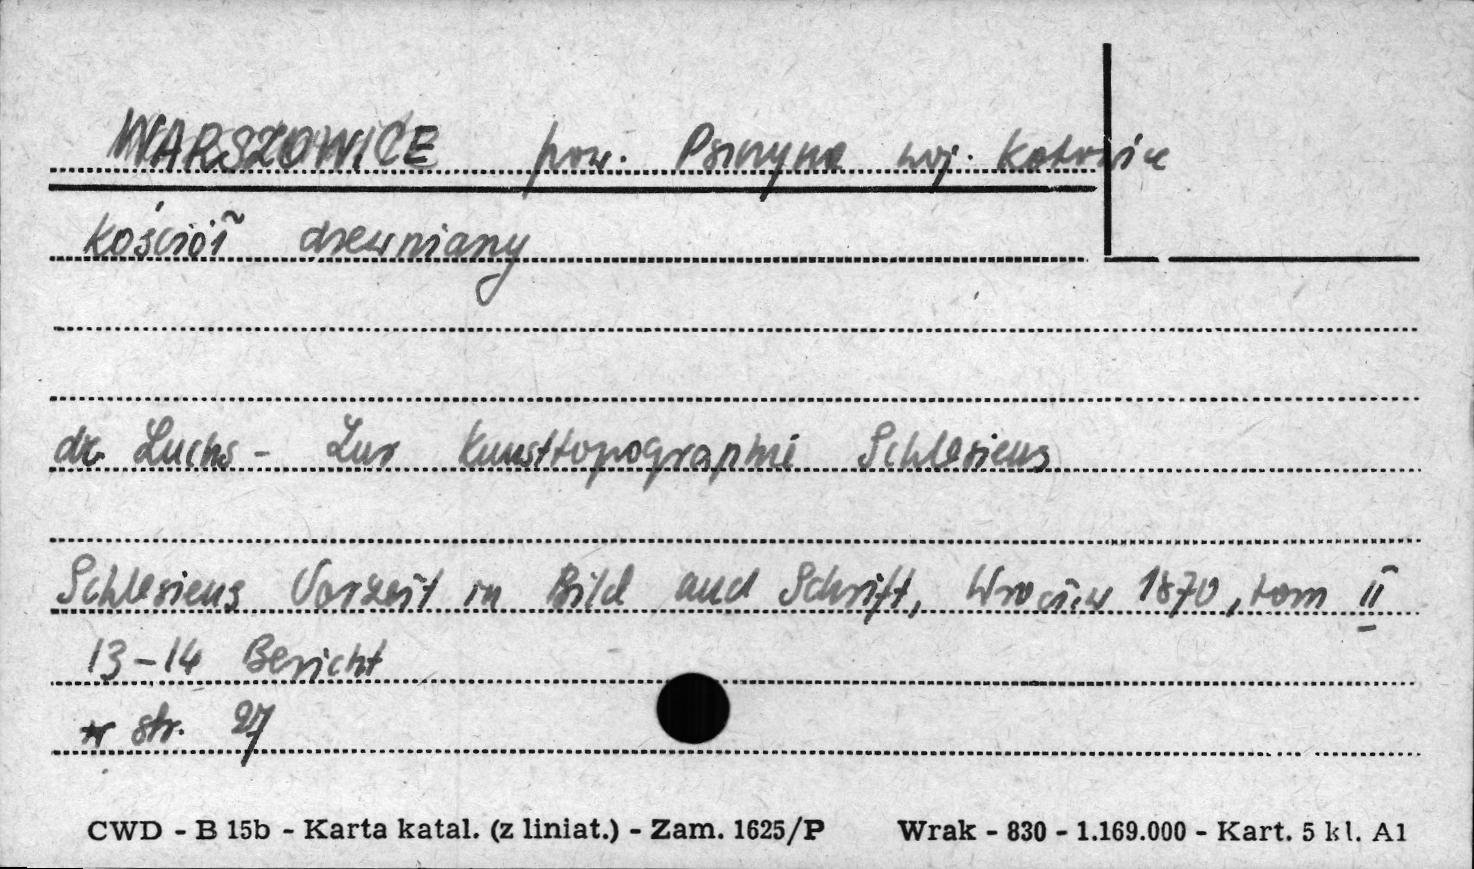 WARSZOWICE pow. Pszczyna woj. Katowice
kościół drewniany
dr Luchs - Zur Kunsttopographie Schlesiens
Schlesiens Vorzeit in Bild und Schrift, Wrocław 1870, tom II
13-14 Bericht
str. 27
CWD - B 15b - Karta katal. (z liniat.) - Zam. 1625/P Wrak - 830 - 1.169.000 - Kart. 5 kl. A1